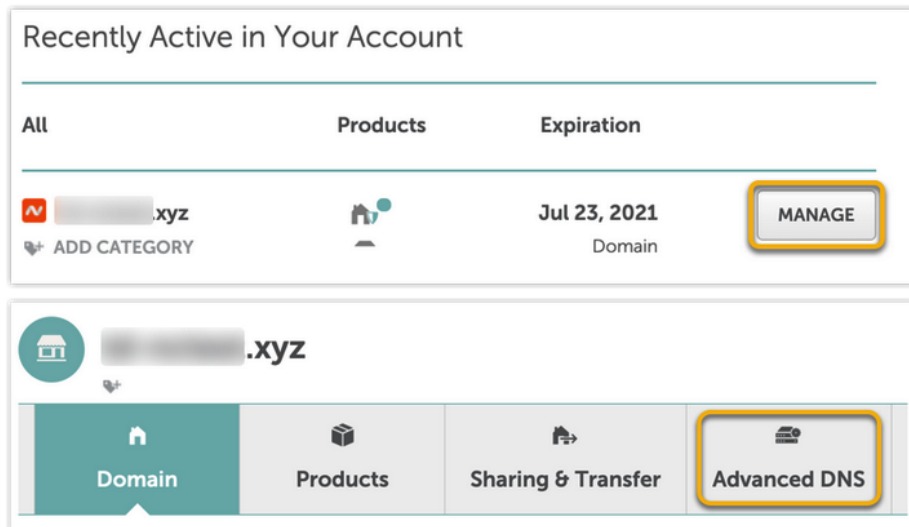 Recently Active in Your Account
All Products Expiration
.xyz Jul 23, 2021 MANAGE
ADD CATEGORY Domain
.xyz
Domain Products Sharing & Transfer Advanced DNS